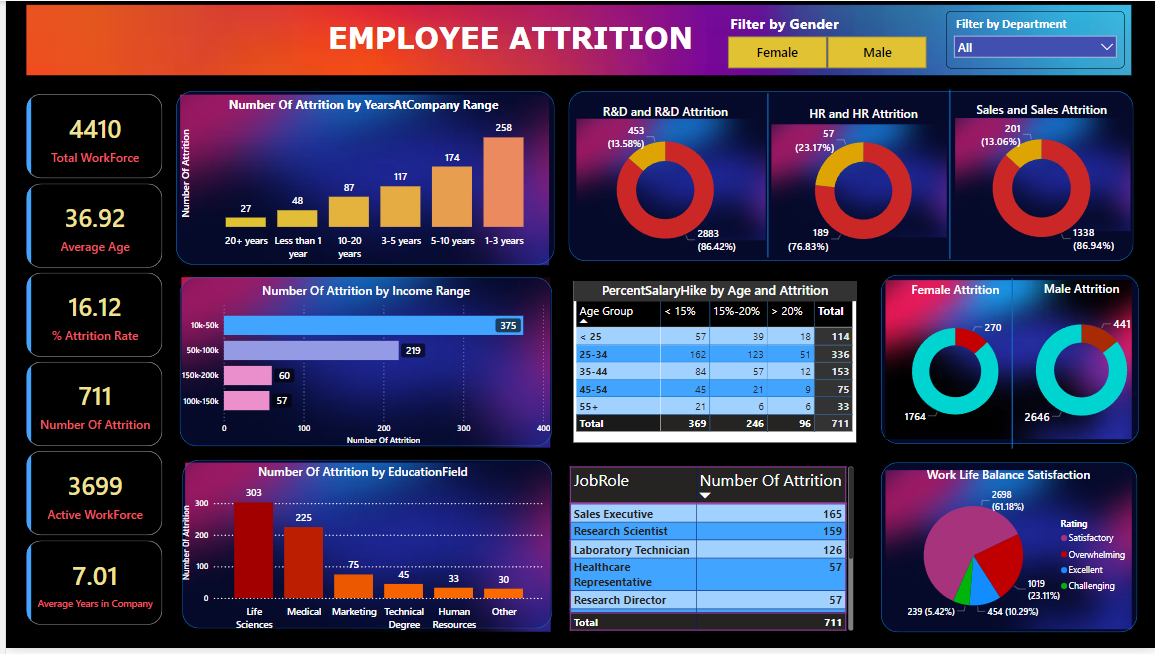 EMPLOYEE ATTRITION
Filter by Gender
Female
Male
Filter by Department
All
4410
Total WorkForce
36.92
Average Age
16.12
% Attrition Rate
711
Number Of Attrition
3699
Active WorkForce
7.01
Average Years in Company
Number Of Attrition by YearsAtCompany Range
Number Of Attrition
27
48
87
117
174
258
20+ years
Less than 1
year
10-20
years
3-5 years
5-10 years
1-3 years
R&D and R&D Attrition
453
(13.58%)
2883
(86.42%)
HR and HR Attrition
57
(23.17%)
189
(76.83%)
Sales and Sales Attrition
201
(13.06%)
1338
(86.94%)
Number Of Attrition by Income Range
10k-50k
375
50k-100k
219
150k-200k
60
100k-150k
57
0 100 200 300 400
Number Of Attrition
PercentSalaryHike by Age and Attrition
Age Group < 15% 15%-20% > 20% Total
< 25 57 39 18 114
25-34 162 123 51 336
35-44 84 57 12 153
45-54 45 21 9 75
55+ 21 6 6 33
Total 369 246 96 711
Female Attrition
270
1764
Male Attrition
441
2646
Number Of Attrition by EducationField
Number Of Attrition
300
200
100
0
303
225
75
45
33
30
Life
Sciences
Medical
Marketing
Technical
Degree
Human
Resources
Other
JobRole Number Of Attrition
Sales Executive 165
Research Scientist 159
Laboratory Technician 126
Healthcare 57
Representative
Research Director 57
Total 711
Work Life Balance Satisfaction
2698
(61.18%)
1019
(23.11%)
454 (10.29%)
239 (5.42%)
Rating
Satisfactory
Overwhelming
Excellent
Challenging